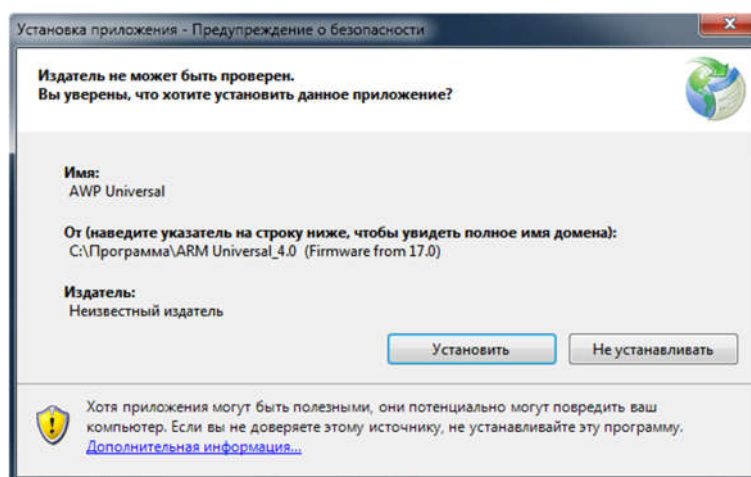 Установка приложения - Предупреждение о безопасности
Издатель не может быть проверен.
Вы уверены, что хотите установить данное приложение?
Имя:
AWP Universal
От (наведите указатель на строку ниже, чтобы увидеть полное имя домена):
C:\Программа\ARM Universal_4.0 (Firmware from 17.0)
Издатель:
Неизвестный издатель
Установить
Не устанавливать
Хотя приложения могут быть полезными, они потенциально могут повредить ваш
компьютер. Если вы не доверяете этому источнику, не устанавливайте эту программу.
Дополнительная информация...